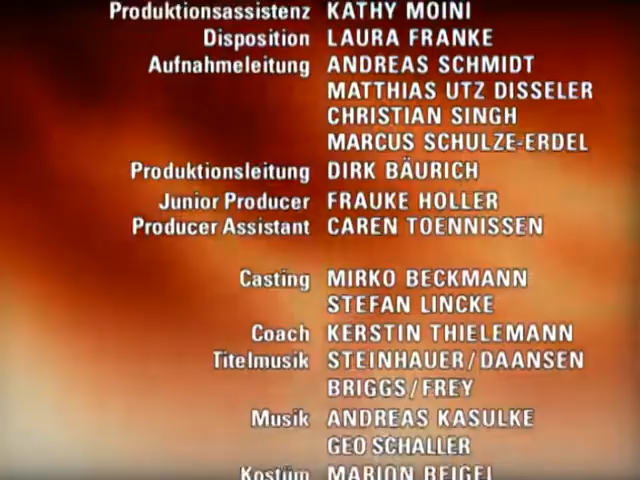 Produktionsassistenz KATHY MOINI
Disposition LAURA FRANKE
Aufnahmeleitung ANDREAS SCHMIDT
MATTHIAS UTZ DISSELER
CHRISTIAN SINGH
MARCUS SCHULZE-ERDEL
Produktionsleitung DIRK BÄURICH
Junior Producer FRAUKE HOLLER
Producer Assistant CAREN TOENNISSEN
Casting MIRKO BECKMANN
STEFAN LINCKE
Coach KERSTIN THIELEMANN
Titelmusik STEINHAUER/DAANSEN
BRIGGS/FREY
Musik ANDREAS KASULKE
GEO SCHALLER
Kostüm MARION BEIGEL